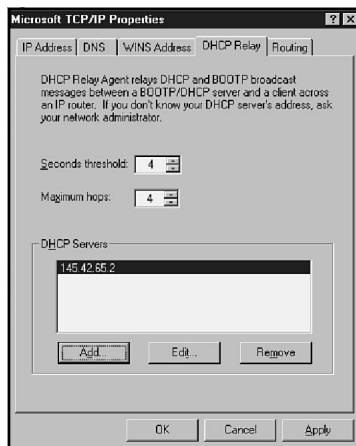 Microsoft TCP/IP Properties
IP Address DNS WINS Address DHCP Relay Routing
DHCP Relay Agent relays DHCP and BOOTP broadcast
messages between a BOOTP/DHCP server and a client across
an IP router. If you don't know your DHCP server's address, ask
your network administrator.
Seconds threshold: 4
Maximum hops: 4
DHCP Servers
145.42.65.2
Add... Edit... Remove
OK Cancel Apply